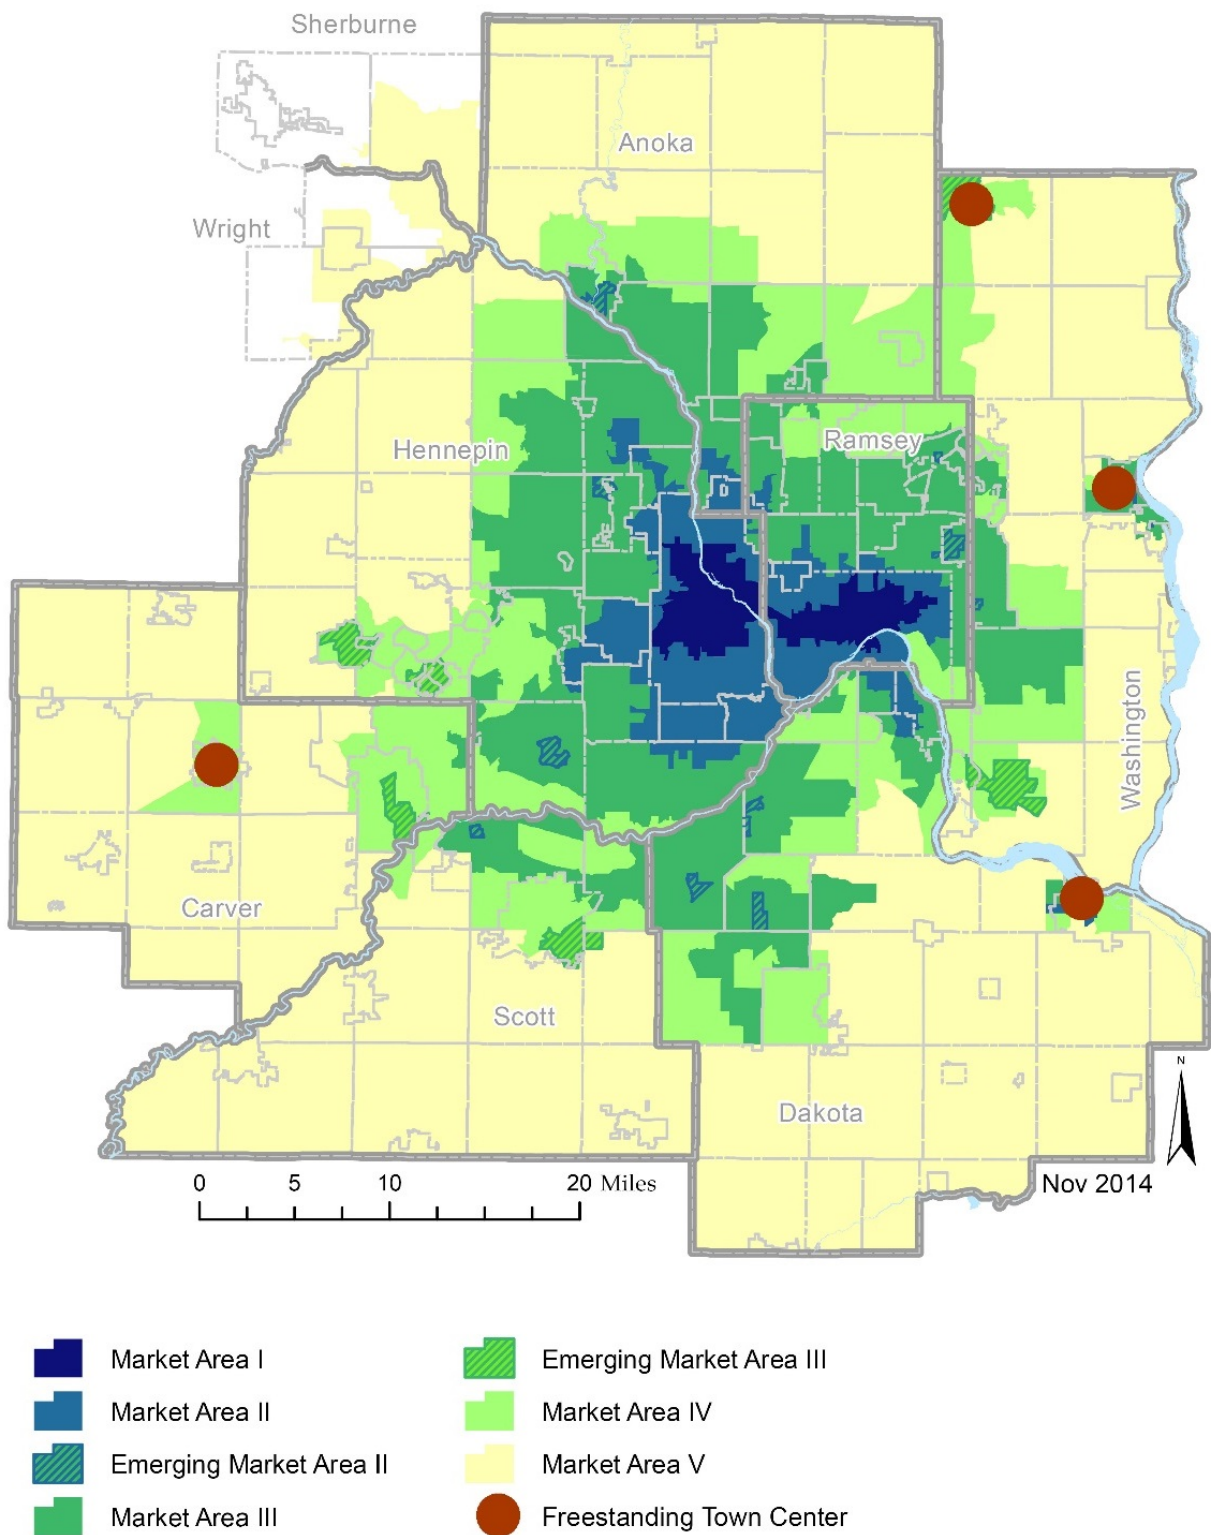 Sherburne
Anoka
Wright
Hennepin
Ramsey
Washington
Carver
Scott
Dakota
N
0 5 10 20 Miles
Nov 2014
Market Area I
Market Area II
Emerging Market Area II
Market Area III
Emerging Market Area III
Market Area IV
Market Area V
Freestanding Town Center